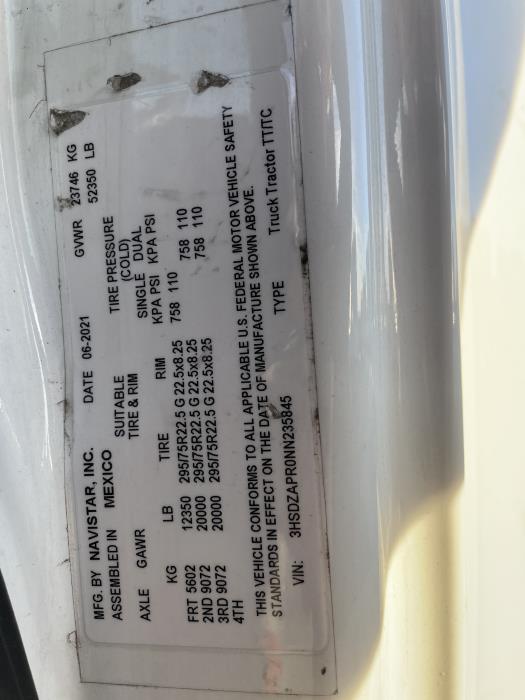 MFG. BY NAVISTAR, INC. DATE 06-2021 GVWR 23746 KG
ASSEMBLED IN MEXICO 52350 LB
SUITABLE TIRE PRESSURE
TIRE & RIM (COLD)
AXLE GAWR SINGLE DUAL
KG LB TIRE RIM KPA PSI KPA PSI
FRT 5602 12350 295/75R22.5 G 22.5x8.25 758 110
2ND 9072 20000 295/75R22.5 G 22.5x8.25 758 110
3RD 9072 20000 295/75R22.5 G 22.5x8.25 758 110
4TH
THIS VEHICLE CONFORMS TO ALL APPLICABLE U.S. FEDERAL MOTOR VEHICLE SAFETY
STANDARDS IN EFFECT ON THE DATE OF MANUFACTURE SHOWN ABOVE.
VIN: 3HSDZAPR0NN235845 TYPE Truck Tractor TT/TC